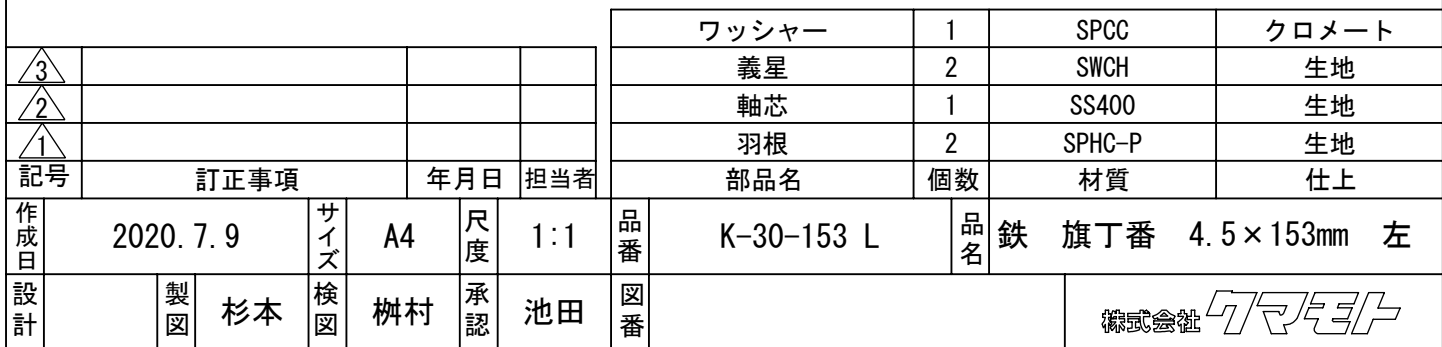 ワッシャー 1 SPCC クロメート
3 義星 2 SWCH 生地
2 軸芯 1 SS400 生地
1 羽根 2 SPHC-P 生地
記号 訂正事項 年月日 担当者 部品名 個数 材質 仕上
作成日 2020.7.9 サイズ A4 尺度 1:1 品番 K-30-153 L 品名 鉄 旗丁番 4.5×153mm 左
設計 製図 杉本 検図 桝村 承認 池田 図番 株式会社クマモト